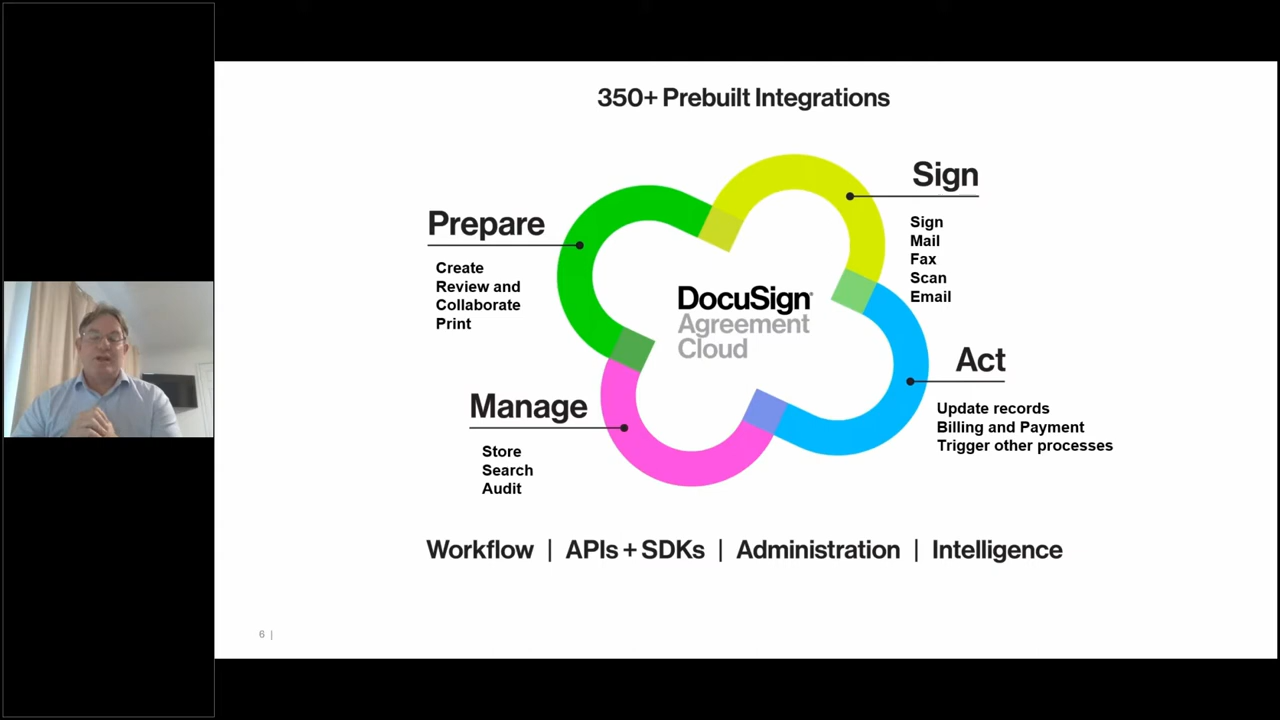 350+ Prebuilt Integrations
Sign
Sign
Mail
Fax
Scan
Email
Prepare
Create
Review and
Collaborate
Print
DocuSign
Agreement
Cloud
Act
Update records
Billing and Payment
Trigger other processes
Manage
Store
Search
Audit
Workflow | APIs + SDKs | Administration | Intelligence
6 |